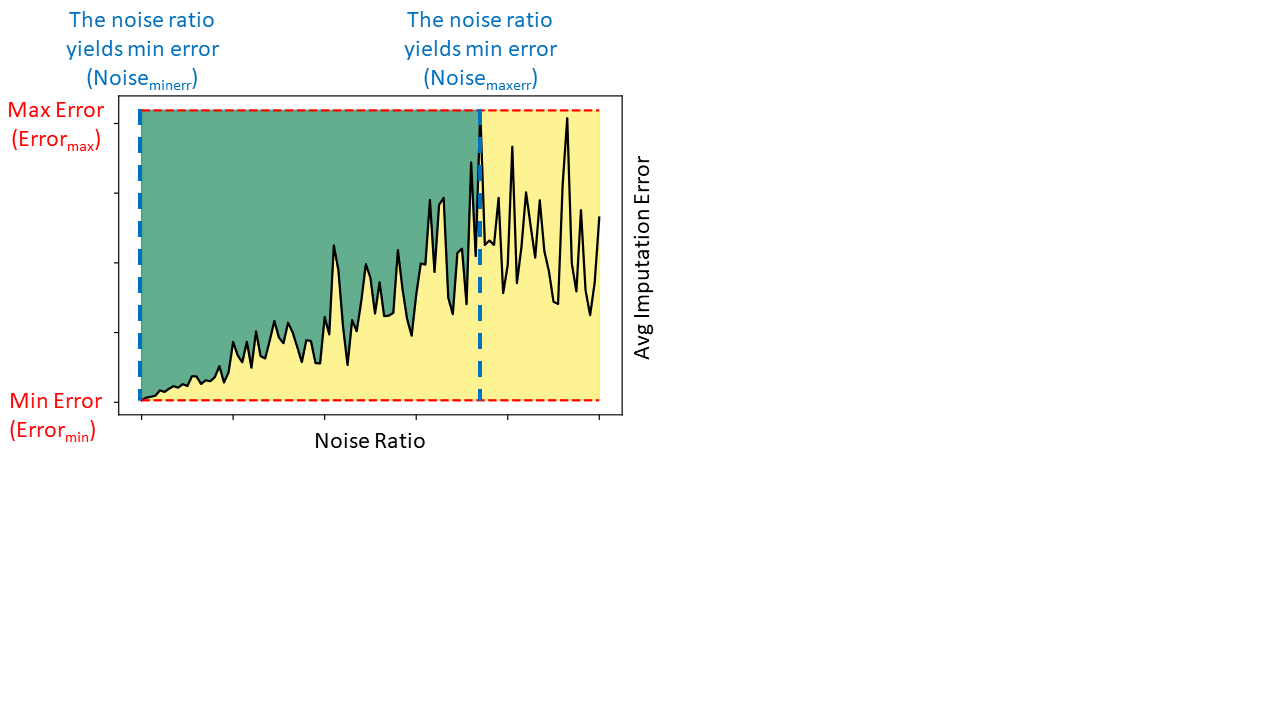 The noise ratio
yields min error
(Noiseminerr)
The noise ratio
yields min error
(Noisemaxerr)
Max Error
(Errormax)
Avg Imputation Error
Min Error
(Errormin)
Noise Ratio